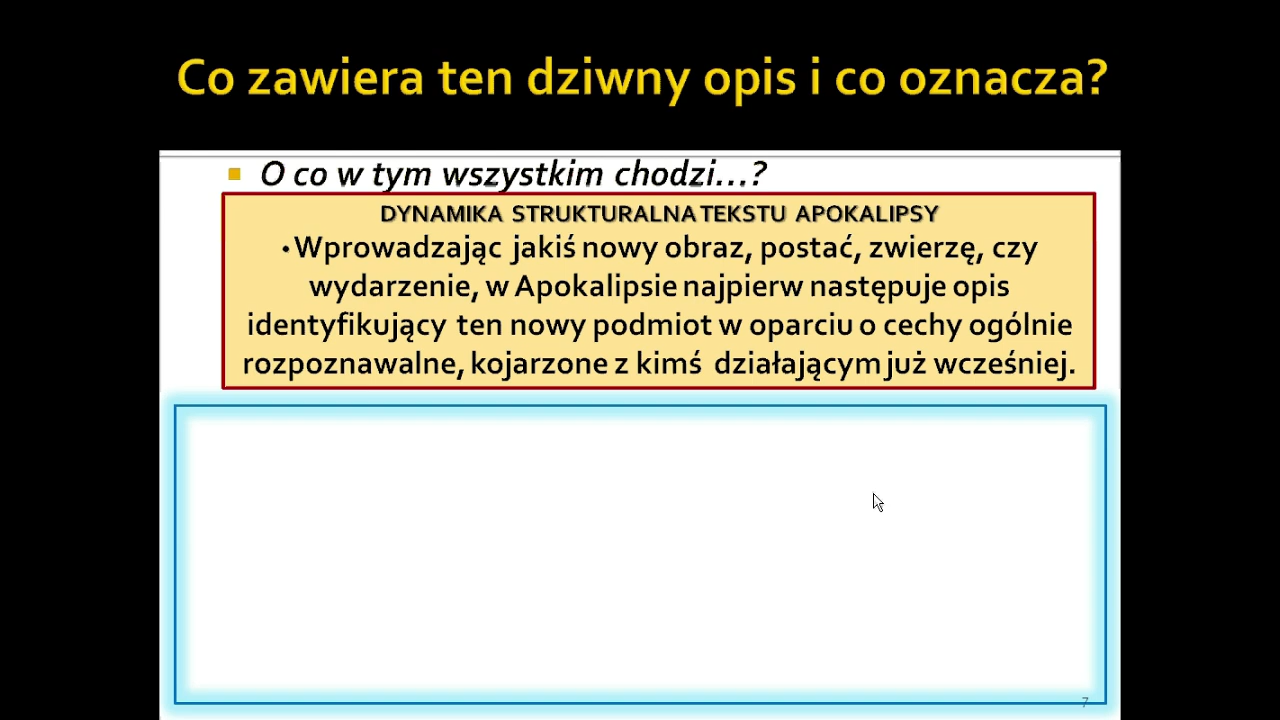 Co zawiera ten dziwny opis i co oznacza?
O co w tym wszystkim chodzi...?
DYNAMIKA STRUKTURALNA TEKSTU APOKALIPSY
• Wprowadzając jakiś nowy obraz, postać, zwierzę, czy
wydarzenie, w Apokalipsie najpierw następuje opis
identyfikujący ten nowy podmiot w oparciu o cechy ogólnie
rozpoznawalne, kojarzone z kimś działającym już wcześniej.
7